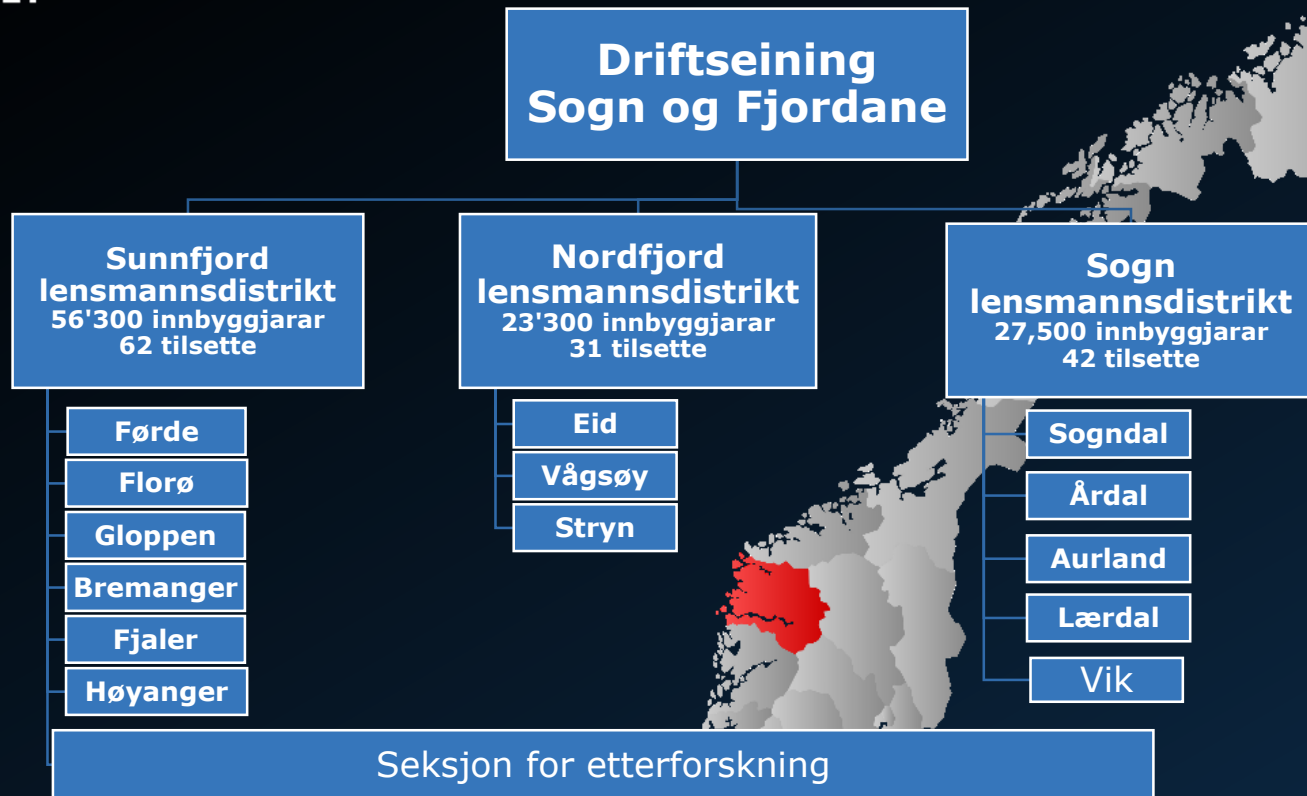 Driftseining
Sogn og Fjordane
Sunnfjord
lensmannsdistrikt
56'300 innbyggjarar
62 tilsette
Nordfjord
lensmannsdistrikt
23'300 innbyggjarar
31 tilsette
Sogn
lensmannsdistrikt
27,500 innbyggjarar
42 tilsette
Førde
Florø
Gloppen
Bremanger
Fjaler
Høyanger
Eid
Vågsøy
Stryn
Sogndal
Årdal
Aurland
Lærdal
Vik
Seksjon for etterforskning